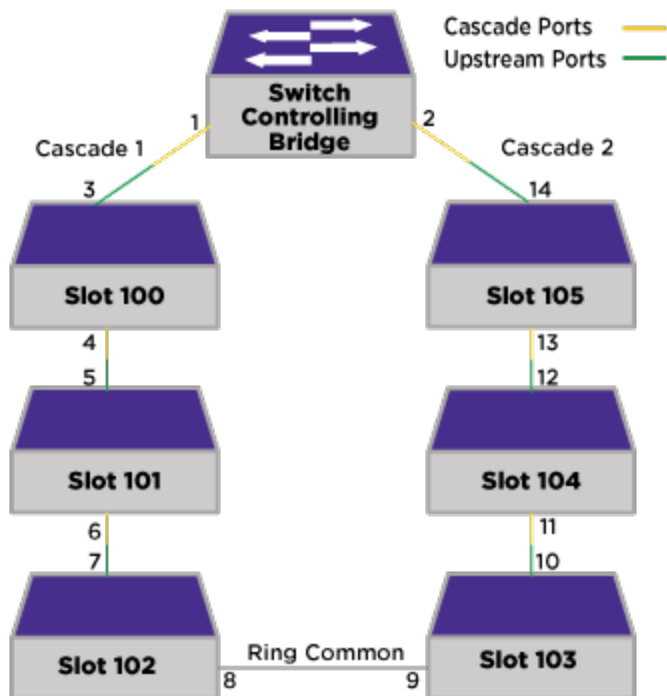 Cascade Ports
Upstream Ports
Switch
Controlling
Bridge
1
2
Cascade 1
Cascade 2
3
14
Slot 100
Slot 105
4
13
5
12
Slot 101
Slot 104
6
11
7
10
Slot 102
Ring Common
Slot 103
8
9